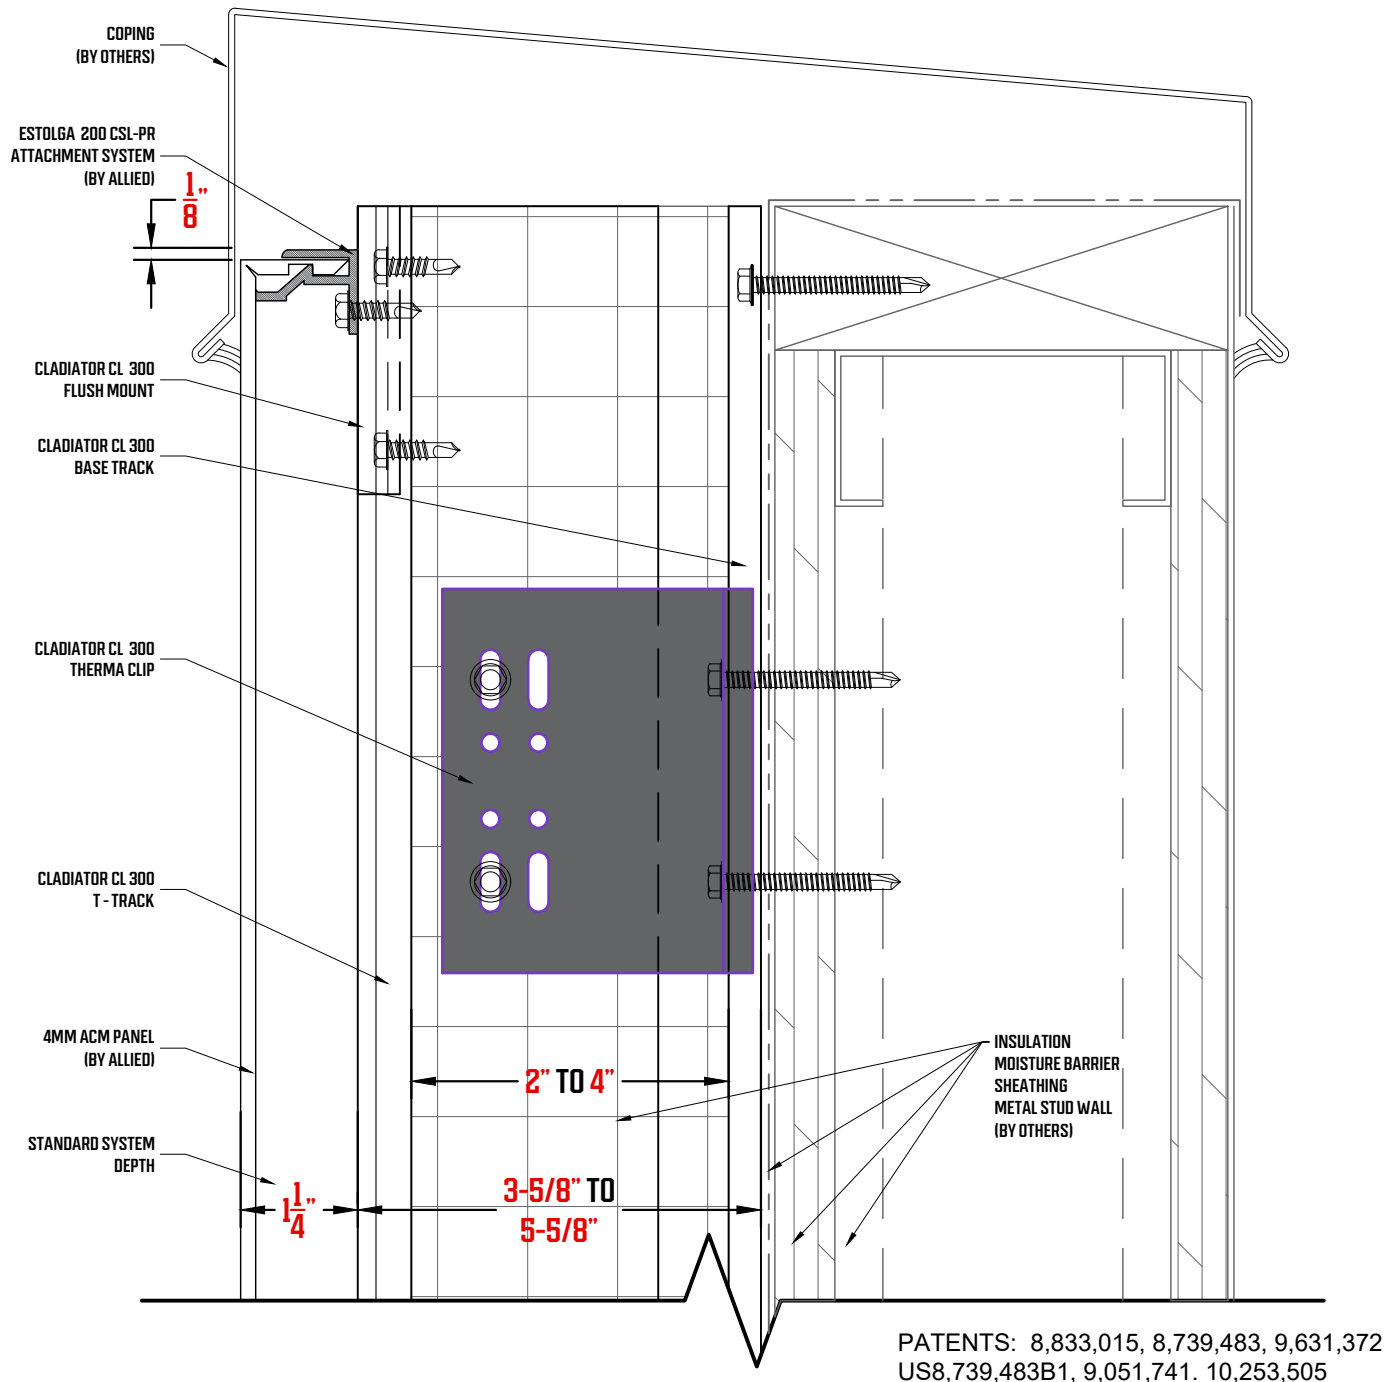 COPING
(BY OTHERS)
ESTOLGA 200 CSL-PR
ATTACHMENT SYSTEM
(BY ALLIED)
1/8"
CLADIATOR CL 300
FLUSH MOUNT
CLADIATOR CL 300
BASE TRACK
CLADIATOR CL 300
THERMA CLIP
CLADIATOR CL 300
T - TRACK
4MM ACM PANEL
(BY ALLIED)
2” TO 4”
INSULATION
MOISTURE BARRIER
SHEATHING
METAL STUD WALL
(BY OTHERS)
STANDARD SYSTEM
DEPTH
1 1/4"
3-5/8” TO
5-5/8”
PATENTS: 8,833,015, 8,739,483, 9,631,372
US8,739,483B1, 9,051,741. 10,253,505